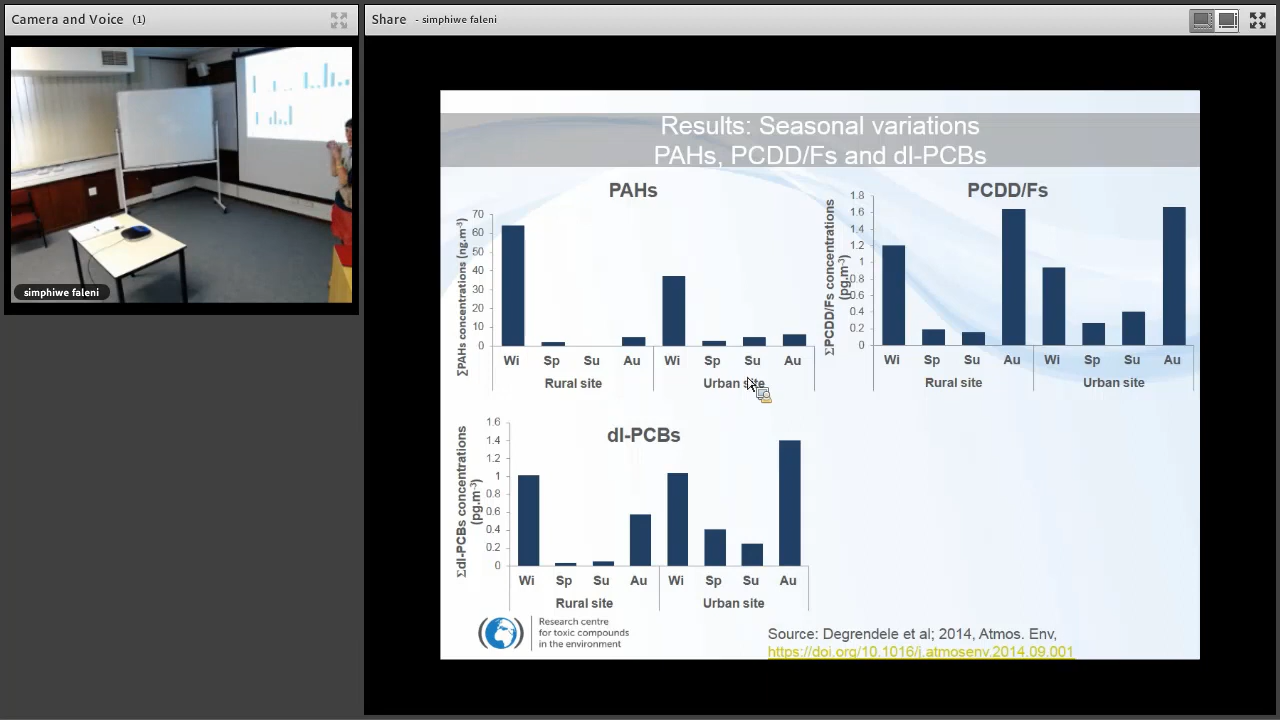 Camera and Voice (1)
Share - simphiwe faleni
simphiwe faleni
Results: Seasonal variations
PAHs, PCDD/Fs and dl-PCBs
PAHs
ΣPAHs concentrations (ng.m-3)
70
60
50
40
30
20
10
0
Wi Sp Su Au Wi Sp Su Au
Rural site Urban site
PCDD/Fs
ΣPCDD/Fs concentrations
(pg.m-3)
1.8
1.6
1.4
1.2
1
0.8
0.6
0.4
0.2
0
Wi Sp Su Au Wi Sp Su Au
Rural site Urban site
dl-PCBs
Σdl-PCBs concentrations
(pg.m-3)
1.6
1.4
1.2
1
0.8
0.6
0.4
0.2
0
Wi Sp Su Au Wi Sp Su Au
Rural site Urban site
Research centre
for toxic compounds
in the environment
Source: Degrendele et al; 2014, Atmos. Env,
https://doi.org/10.1016/j.atmosenv.2014.09.001